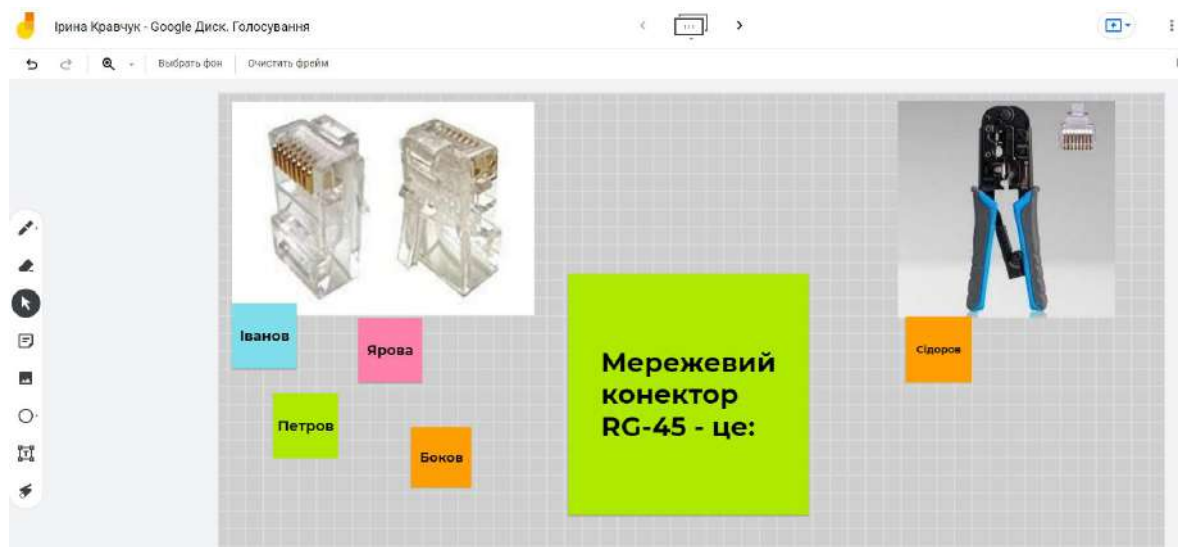 Ірина Кравчук - Google Диск. Голосування
Выбрать фон
Очистить фрейм
Іванов
Ярова
Петров
Боков
Мережевий
конектор
RG-45 - це:
Сідоров